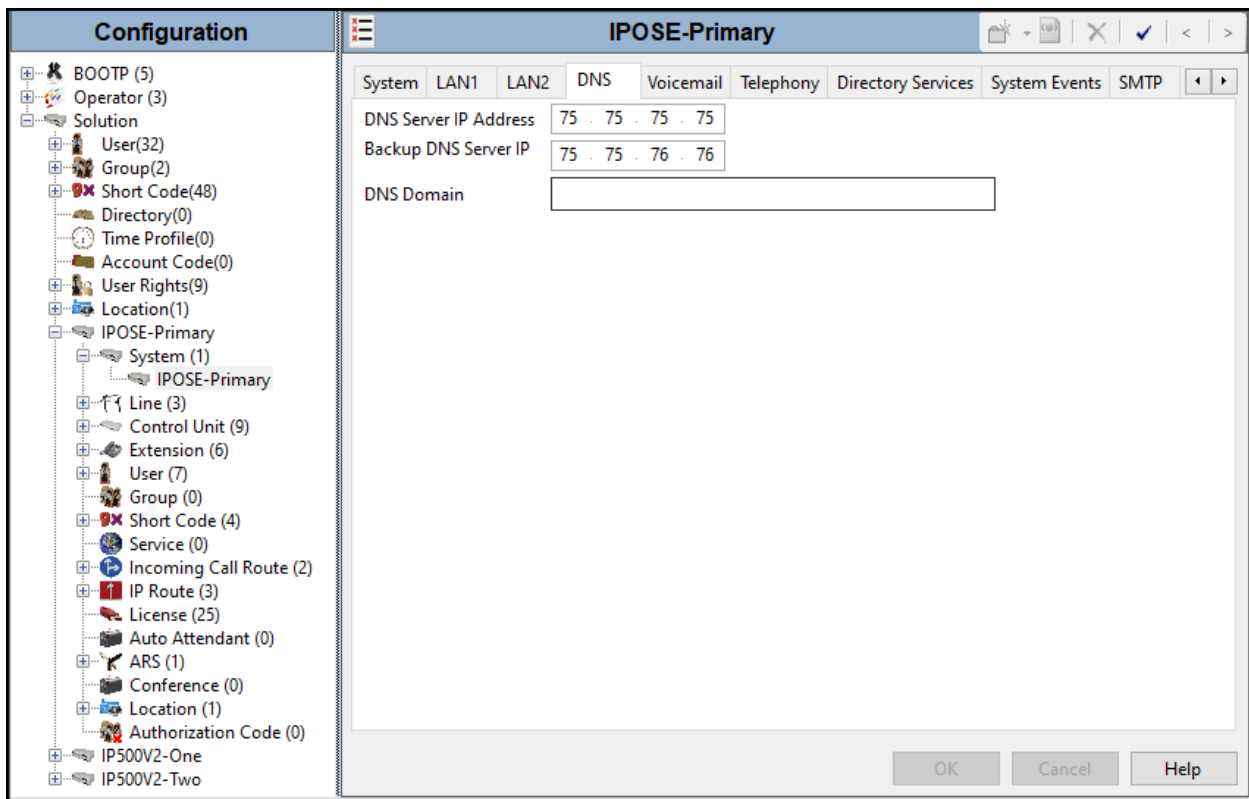 Configuration
BOOTP (5)
Operator (3)
Solution
User(32)
Group(2)
Short Code(48)
Directory(0)
Time Profile(0)
Account Code(0)
User Rights(9)
Location(1)
IPOSE-Primary
System (1)
IPOSE-Primary
Line (3)
Control Unit (9)
Extension (6)
User (7)
Group (0)
Short Code (4)
Service (0)
Incoming Call Route (2)
IP Route (3)
License (25)
Auto Attendant (0)
ARS (1)
Conference (0)
Location (1)
Authorization Code (0)
IP500V2-One
IP500V2-Two
IPOSE-Primary
System LAN1 LAN2 DNS Voicemail Telephony Directory Services System Events SMTP
DNS Server IP Address 75 . 75 . 75 . 75
Backup DNS Server IP 75 . 75 . 76 . 76
DNS Domain
OK Cancel Help